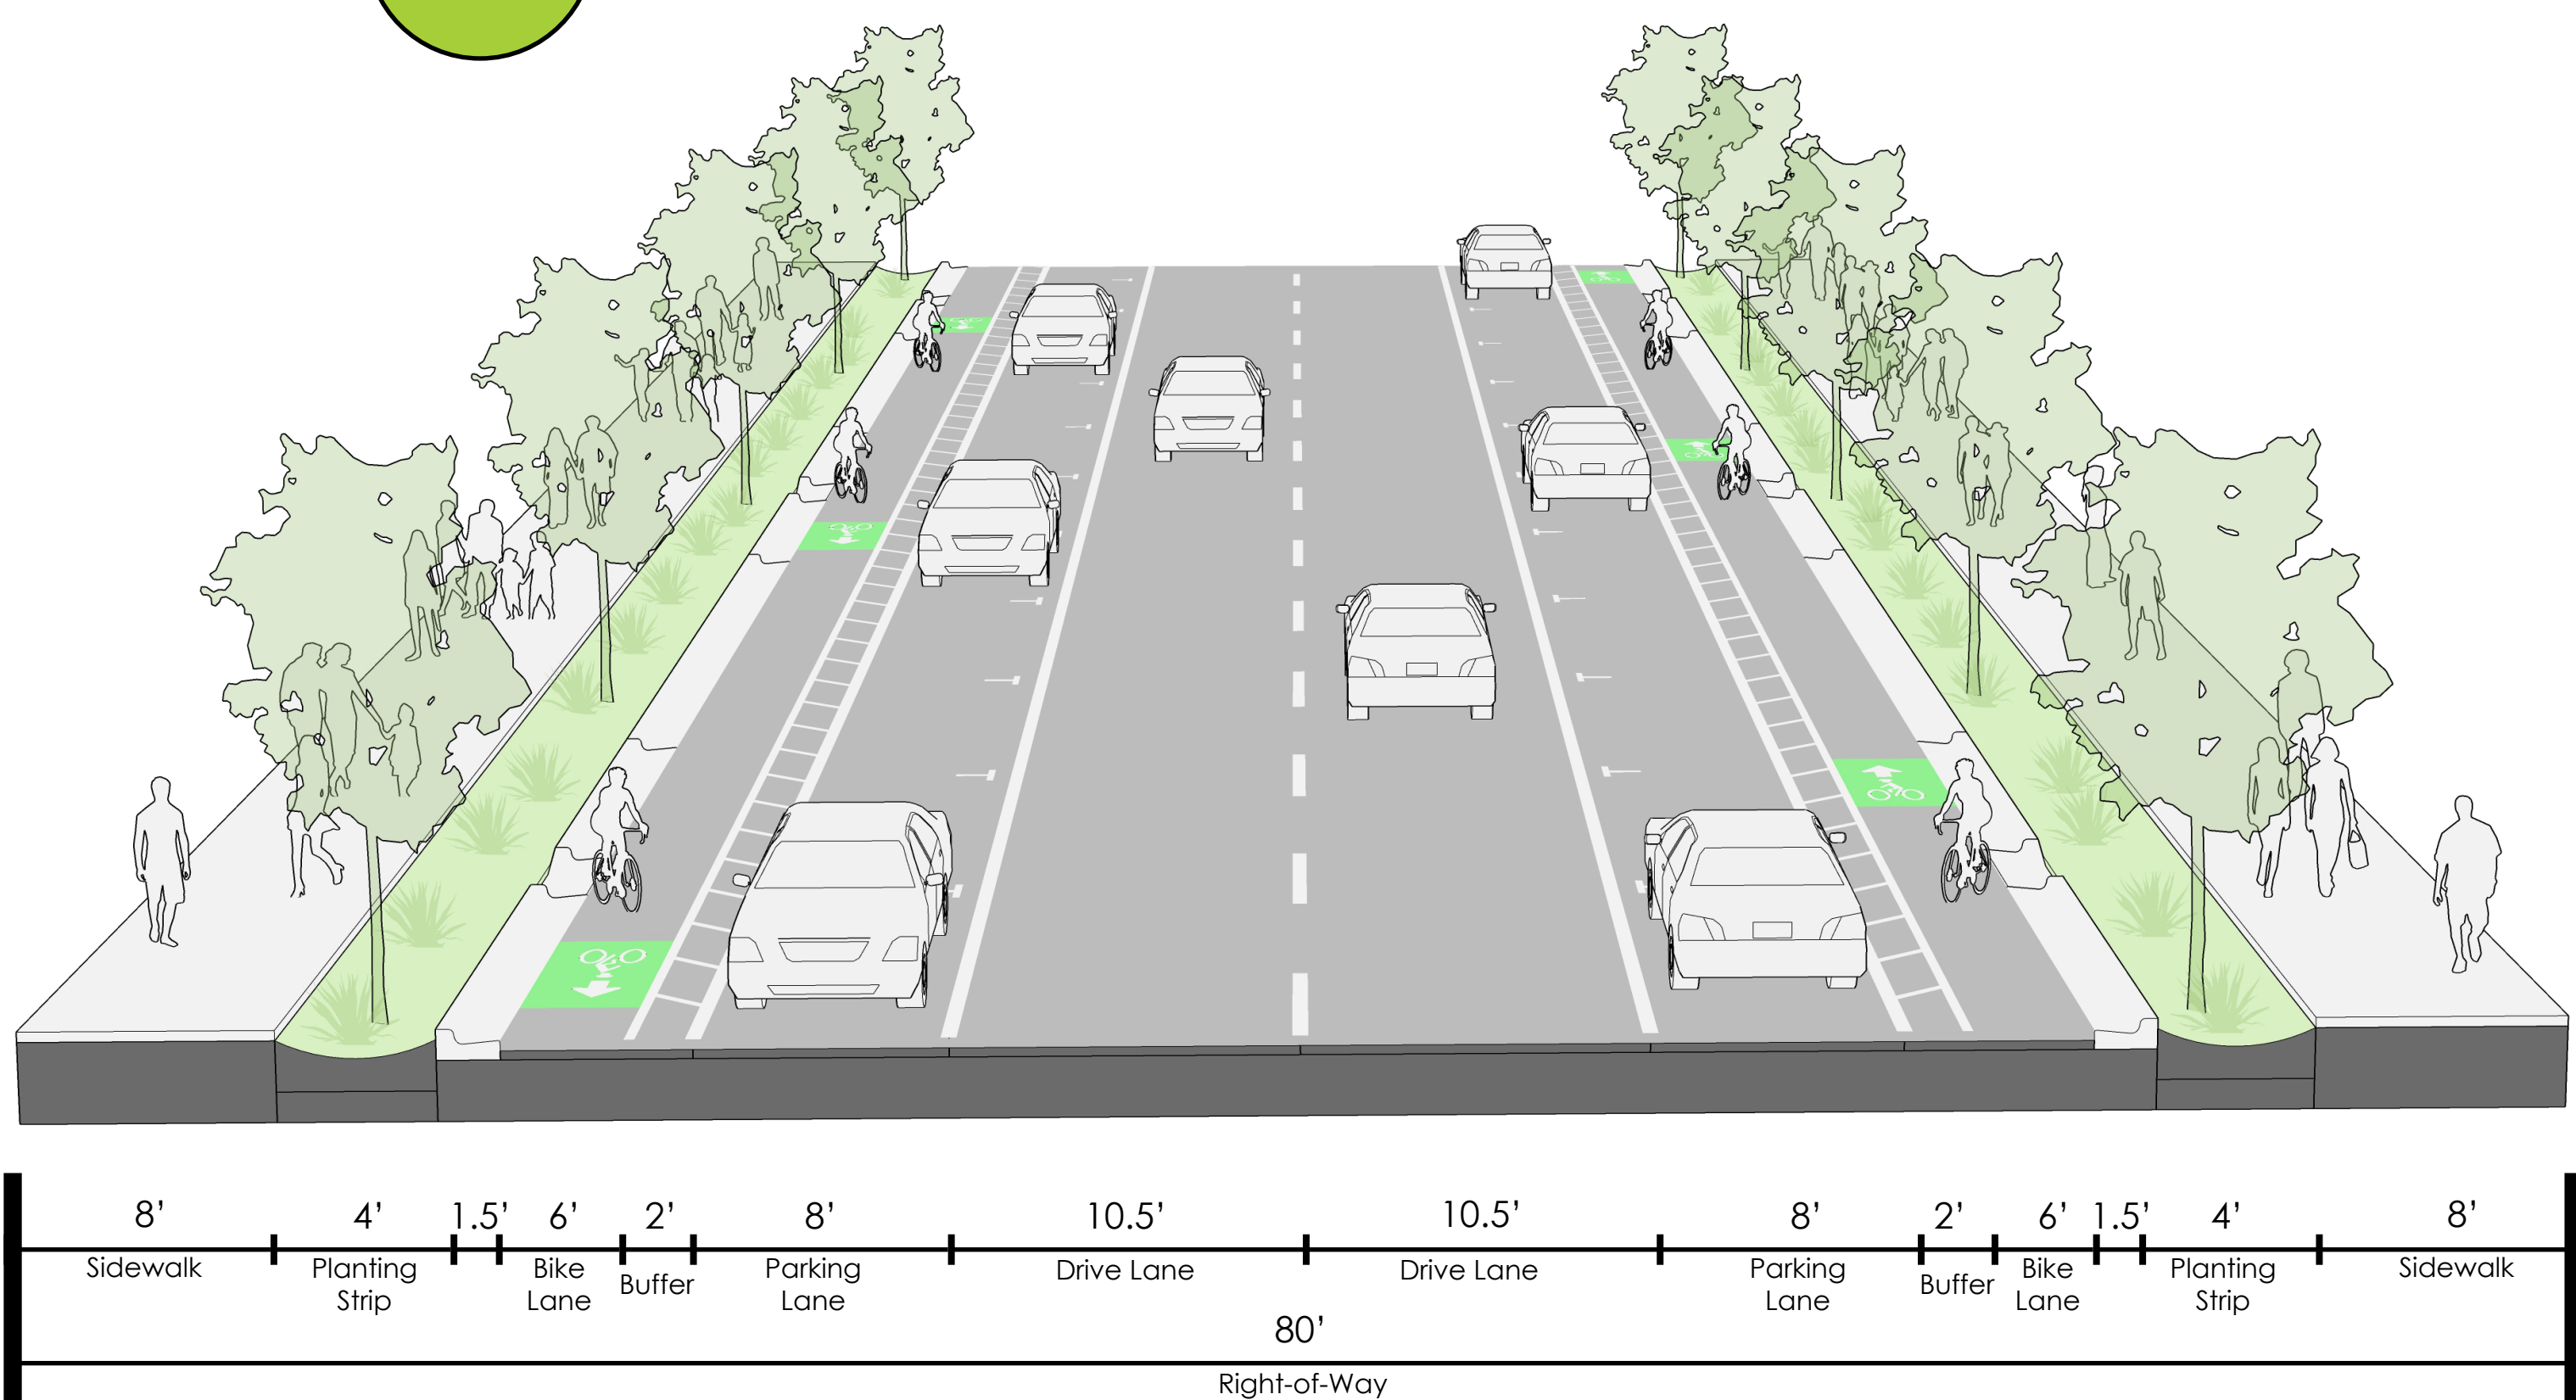 8’ 4’ 1.5’ 6’ 2’ 8’ 10.5’ 10.5’ 8’ 2’ 6’ 1.5’ 4’ 8’
Sidewalk Planting Bike Buffer Parking Drive Lane Drive Lane Parking Buffer Bike Planting Sidewalk
Strip Lane Lane Lane Lane Strip
80’
Right-of-Way